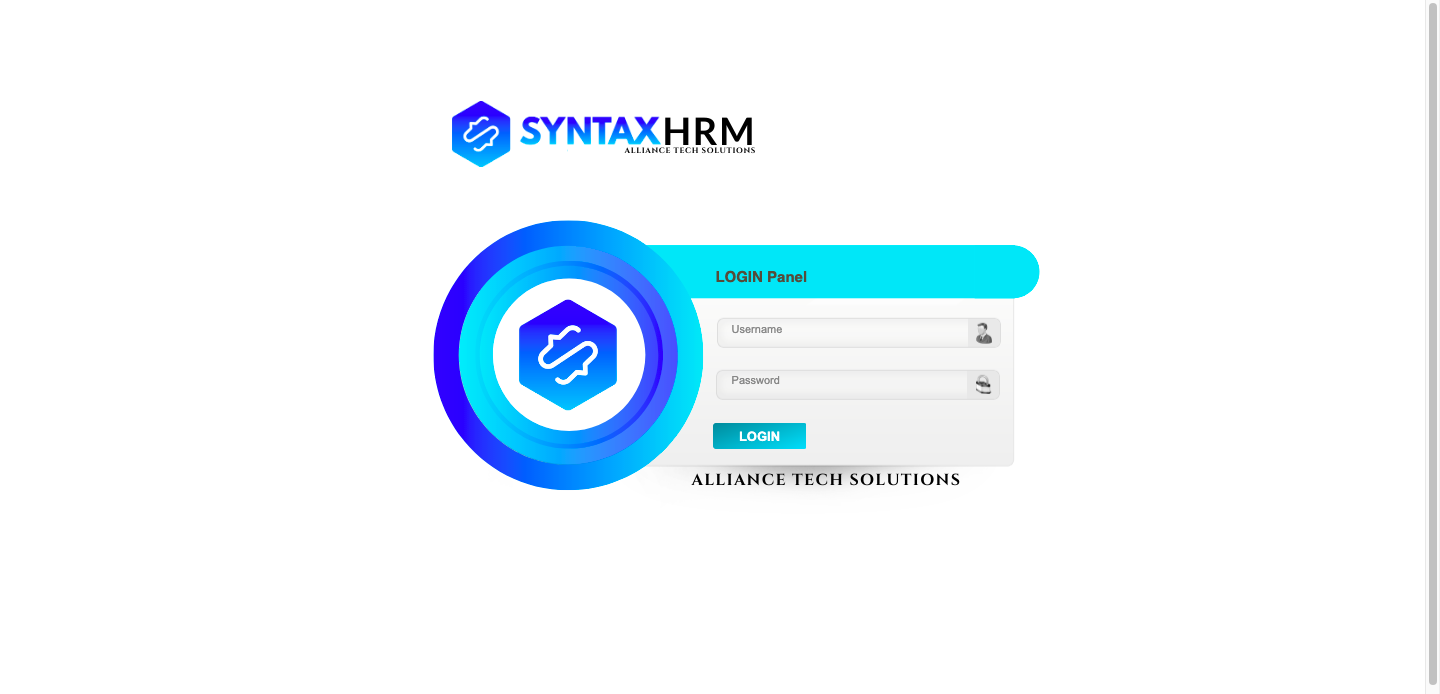 SYNTAXHRM
ALLIANCE TECH SOLUTIONS
LOGIN Panel
Username
Password
LOGIN
ALLIANCE TECH SOLUTIONS